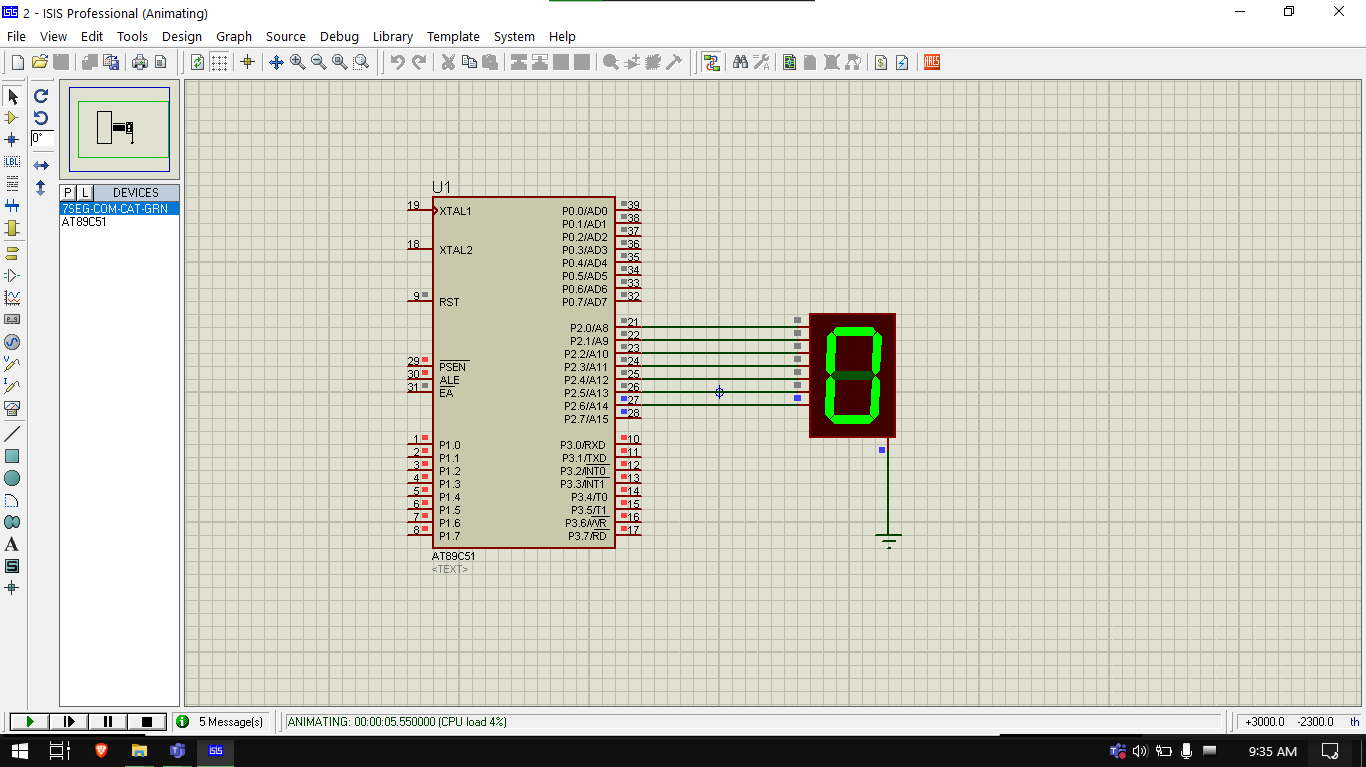 ISIS 2 - ISIS Professional (Animating)
File View Edit Tools Design Graph Source Debug Library Template System Help
ARES
0°
LBL
A
S
P L DEVICES
7SEG-COM-CAT-GRN
AT89C51
U1
19 XTAL1 P0.0/AD0 39
P0.1/AD1 38
P0.2/AD2 37
18 XTAL2 P0.3/AD3 36
P0.4/AD4 35
P0.5/AD5 34
P0.6/AD6 33
9 RST P0.7/AD7 32
P2.0/A8 21
P2.1/A9 22
P2.2/A10 23
29 PSEN P2.3/A11 24
30 ALE P2.4/A12 25
31 EA P2.5/A13 26
P2.6/A14 27
P2.7/A15 28
1 P1.0 P3.0/RXD 10
2 P1.1 P3.1/TXD 11
3 P1.2 P3.2/INT0 12
4 P1.3 P3.3/INT1 13
5 P1.4 P3.4/T0 14
6 P1.5 P3.5/T1 15
7 P1.6 P3.6/WR 16
8 P1.7 P3.7/RD 17
AT89C51
<TEXT>
0
5 Message(s) ANIMATING: 00:00:05.550000 (CPU load 4%) +3000.0 -2300.0 th
ISIS 9:35 AM